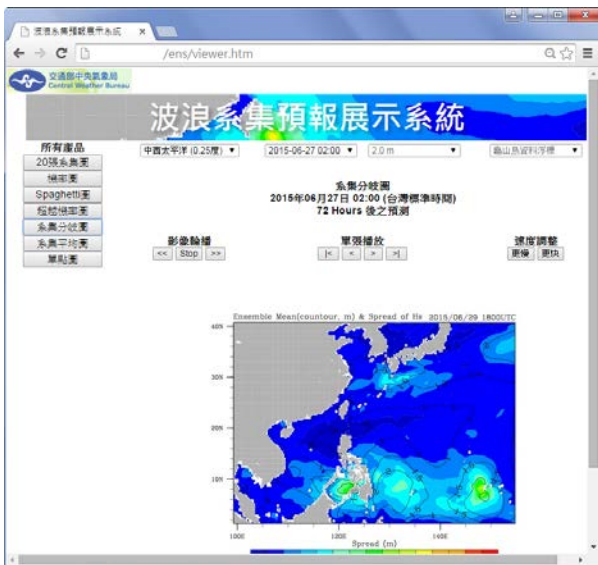 波浪系集預報展示系統
/ens/viewer.htm
交通部中央氣象局
Central Weather Bureau
波浪系集預報展示系統
所有產品
中西太平洋 (0.25度)
2015-06-27 02:00
2.0 m
龜山島資料浮標
20張系集圖
機率圖
Spaghetti圖
超越機率圖
系集分歧圖
系集平均圖
單點圖
系集分歧圖
2015年06月27日 02:00 (台灣標準時間)
72 Hours 後之預測
影像輪播
單張播放
速度調整
<< Stop >>
|< < > >|
更慢 更快
Ensemble Mean(countour, m) & Spread of Hs 2015/06/29 1800UTC
40N
30N
20N
10N
100E
120E
140E
Spread (m)